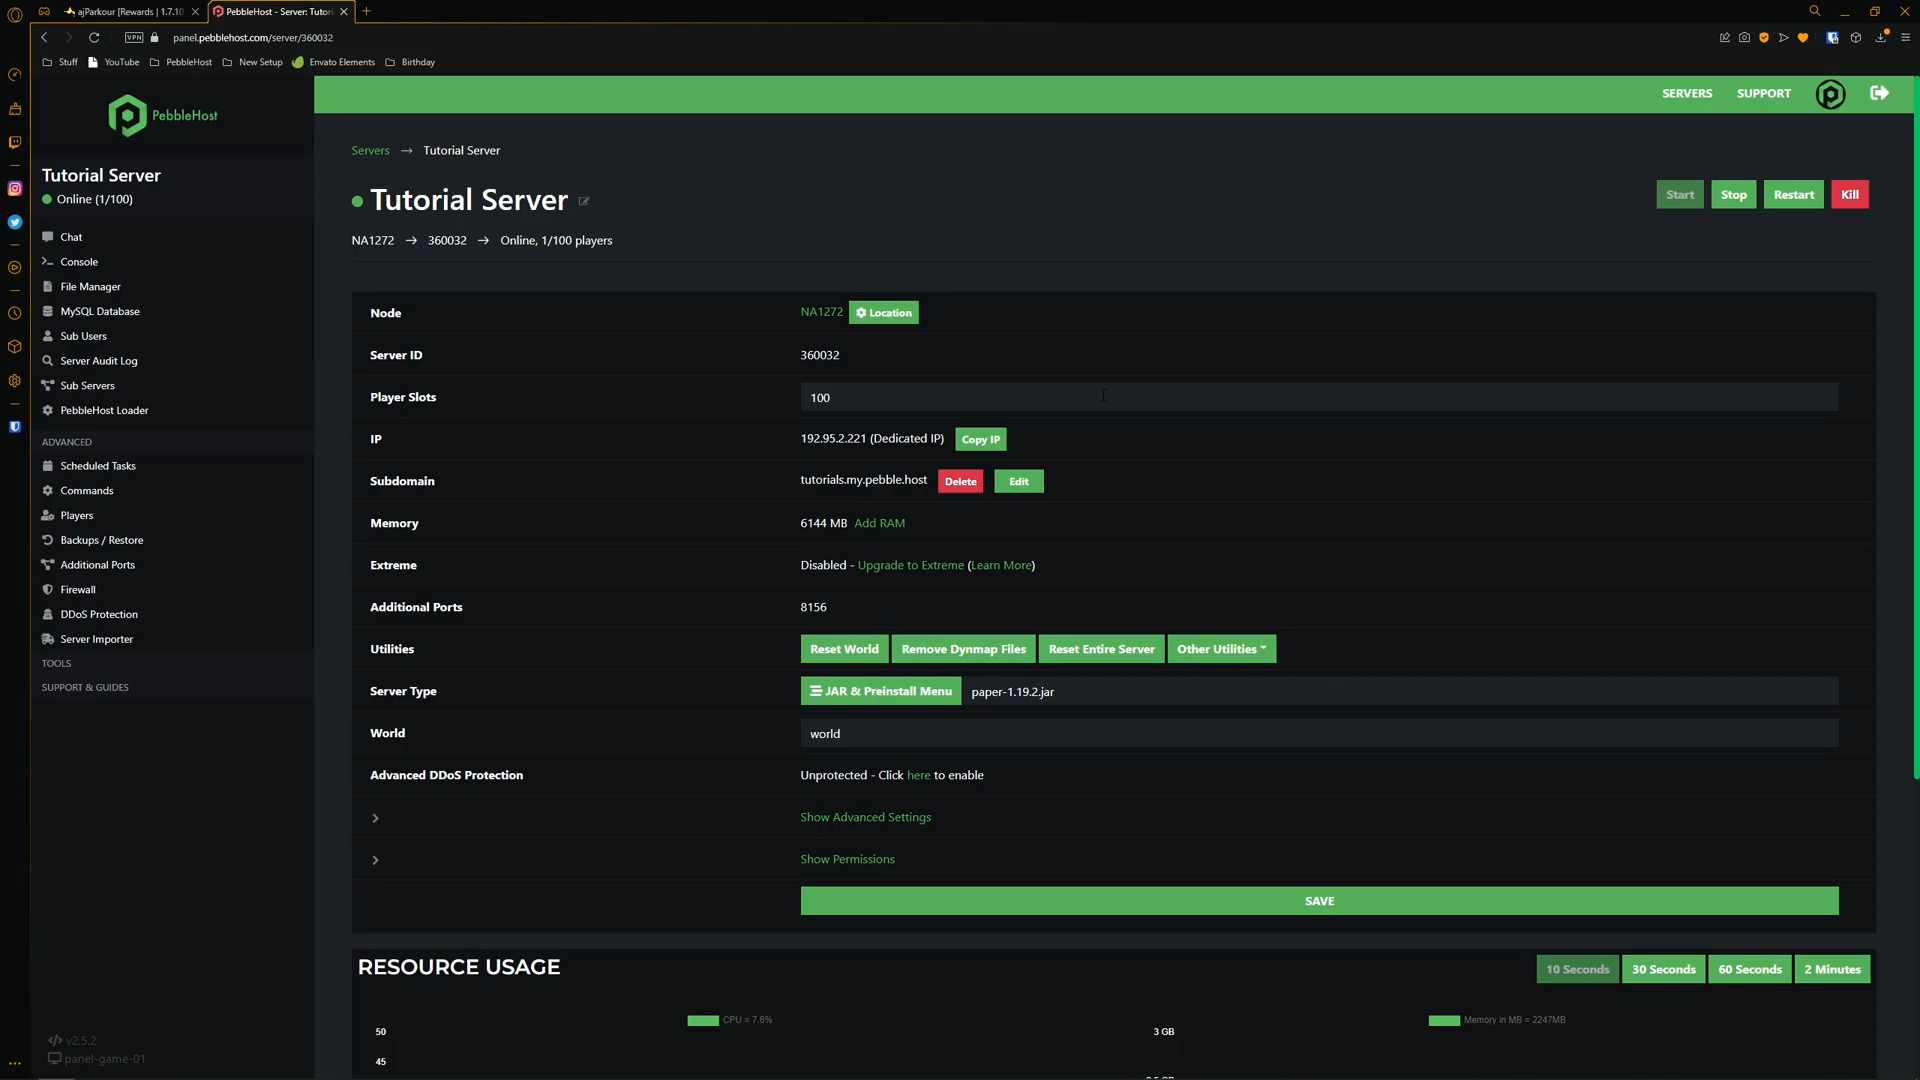 ajParkour [Rewards | 1.7.10
PebbleHost - Server: Tutori
VPN
panel.pebblehost.com/server/360032
Stuff
YouTube
PebbleHost
New Setup
Envato Elements
Birthday
PebbleHost
SERVERS
SUPPORT
Tutorial Server
Online (1/100)
Chat
Console
File Manager
MySQL Database
Sub Users
Server Audit Log
Sub Servers
PebbleHost Loader
ADVANCED
Scheduled Tasks
Commands
Players
Backups / Restore
Additional Ports
Firewall
DDoS Protection
Server Importer
TOOLS
SUPPORT & GUIDES
v2.5.2
panel-game-01
Servers → Tutorial Server
Tutorial Server
Start
Stop
Restart
Kill
NA1272 → 360032 → Online, 1/100 players
Node
NA1272
Location
Server ID
360032
Player Slots
100
IP
192.95.2.221 (Dedicated IP)
Copy IP
Subdomain
tutorials.my.pebble.host
Delete
Edit
Memory
6144 MB Add RAM
Extreme
Disabled - Upgrade to Extreme (Learn More)
Additional Ports
8156
Utilities
Reset World
Remove Dynmap Files
Reset Entire Server
Other Utilities
Server Type
JAR & Preinstall Menu
paper-1.19.2.jar
World
world
Advanced DDoS Protection
Unprotected - Click here to enable
Show Advanced Settings
Show Permissions
SAVE
RESOURCE USAGE
10 Seconds
30 Seconds
60 Seconds
2 Minutes
CPU = 7.6%
Memory in MB = 2247MB
50
3 GB
45